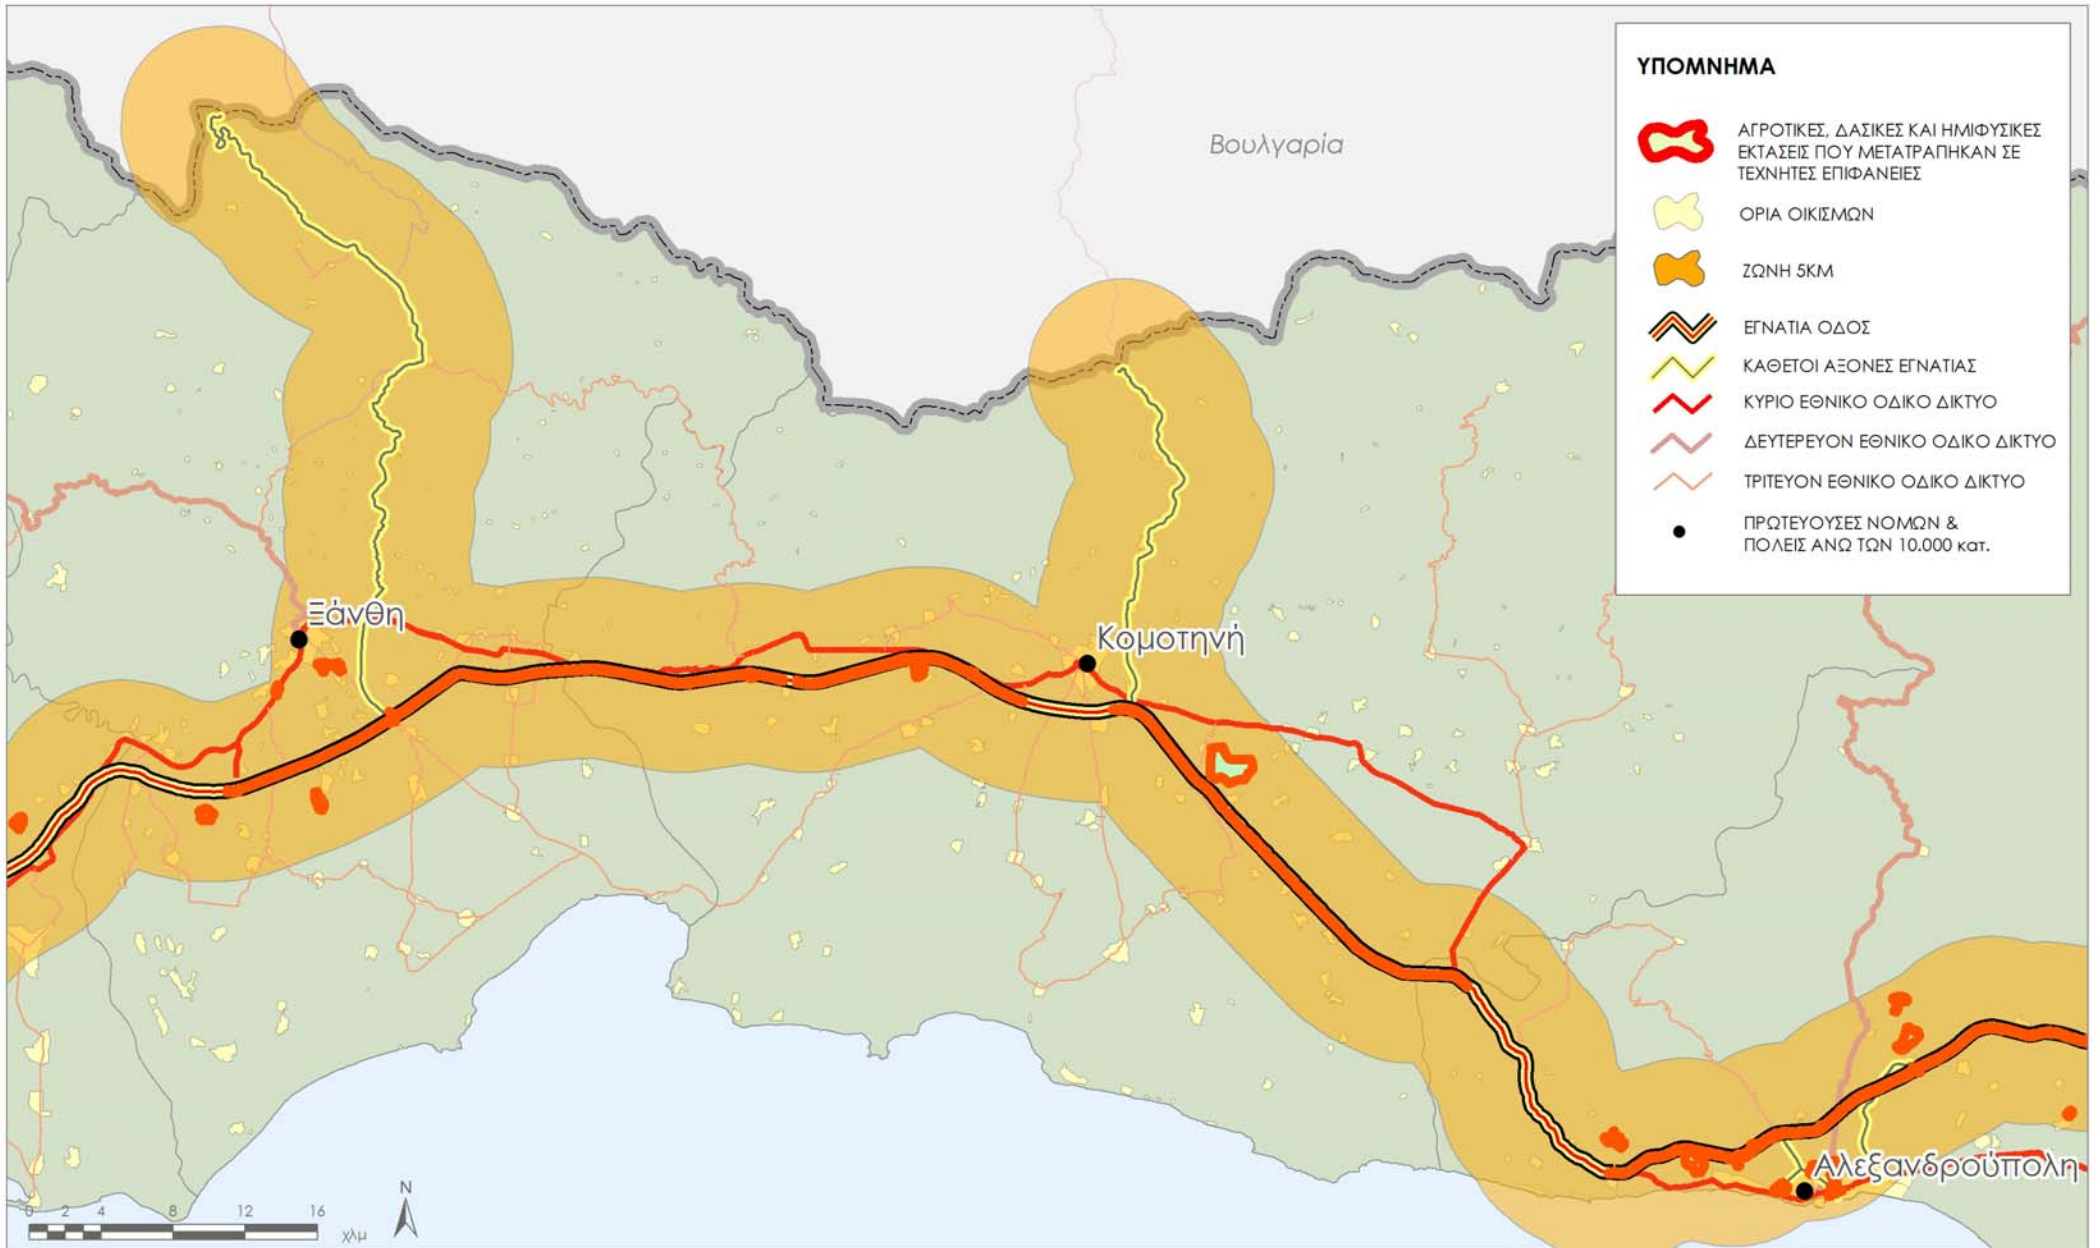 Βουλγαρία
Ξάνθη
Κομοτηνή
Αλεξανδρούπολη
ΥΠΟΜΝΗΜΑ
ΑΓΡΟΤΙΚΕΣ, ΔΑΣΙΚΕΣ ΚΑΙ ΗΜΙΦΥΣΙΚΕΣ
ΕΚΤΑΣΕΙΣ ΠΟΥ ΜΕΤΑΤΡΑΠΗΚΑΝ ΣΕ
ΤΕΧΝΗΤΕΣ ΕΠΙΦΑΝΕΙΕΣ
ΟΡΙΑ ΟΙΚΙΣΜΩΝ
ΖΩΝΗ 5ΚΜ
ΕΓΝΑΤΙΑ ΟΔΟΣ
ΚΑΘΕΤΟΙ ΑΞΟΝΕΣ ΕΓΝΑΤΙΑΣ
ΚΥΡΙΟ ΕΘΝΙΚΟ ΟΔΙΚΟ ΔΙΚΤΥΟ
ΔΕΥΤΕΡΕΥΟΝ ΕΘΝΙΚΟ ΟΔΙΚΟ ΔΙΚΤΥΟ
ΤΡΙΤΕΥΟΝ ΕΘΝΙΚΟ ΟΔΙΚΟ ΔΙΚΤΥΟ
ΠΡΩΤΕΥΟΥΣΕΣ ΝΟΜΩΝ &
ΠΟΛΕΙΣ ΑΝΩ ΤΩΝ 10.000 κατ.
N
0 2 4 8 12 16
χλμ